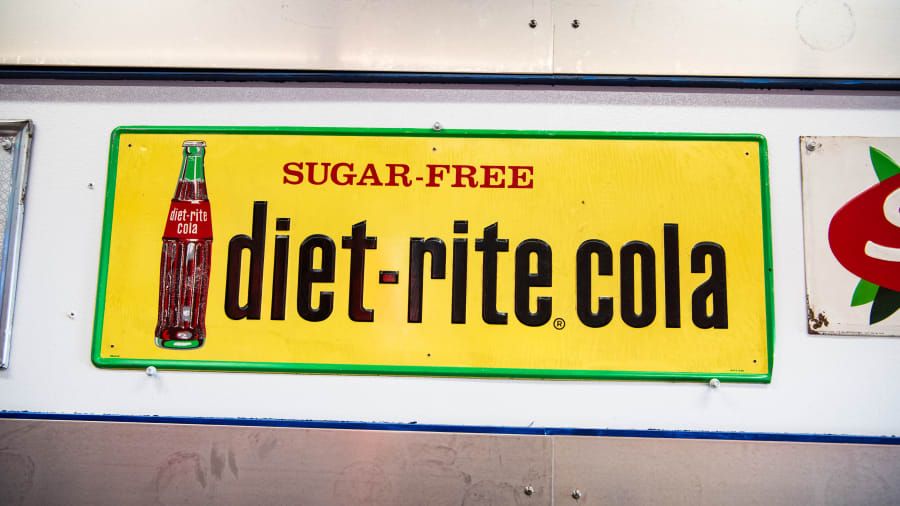 SUGAR-FREE
diet-rite
cola
diet-rite® cola